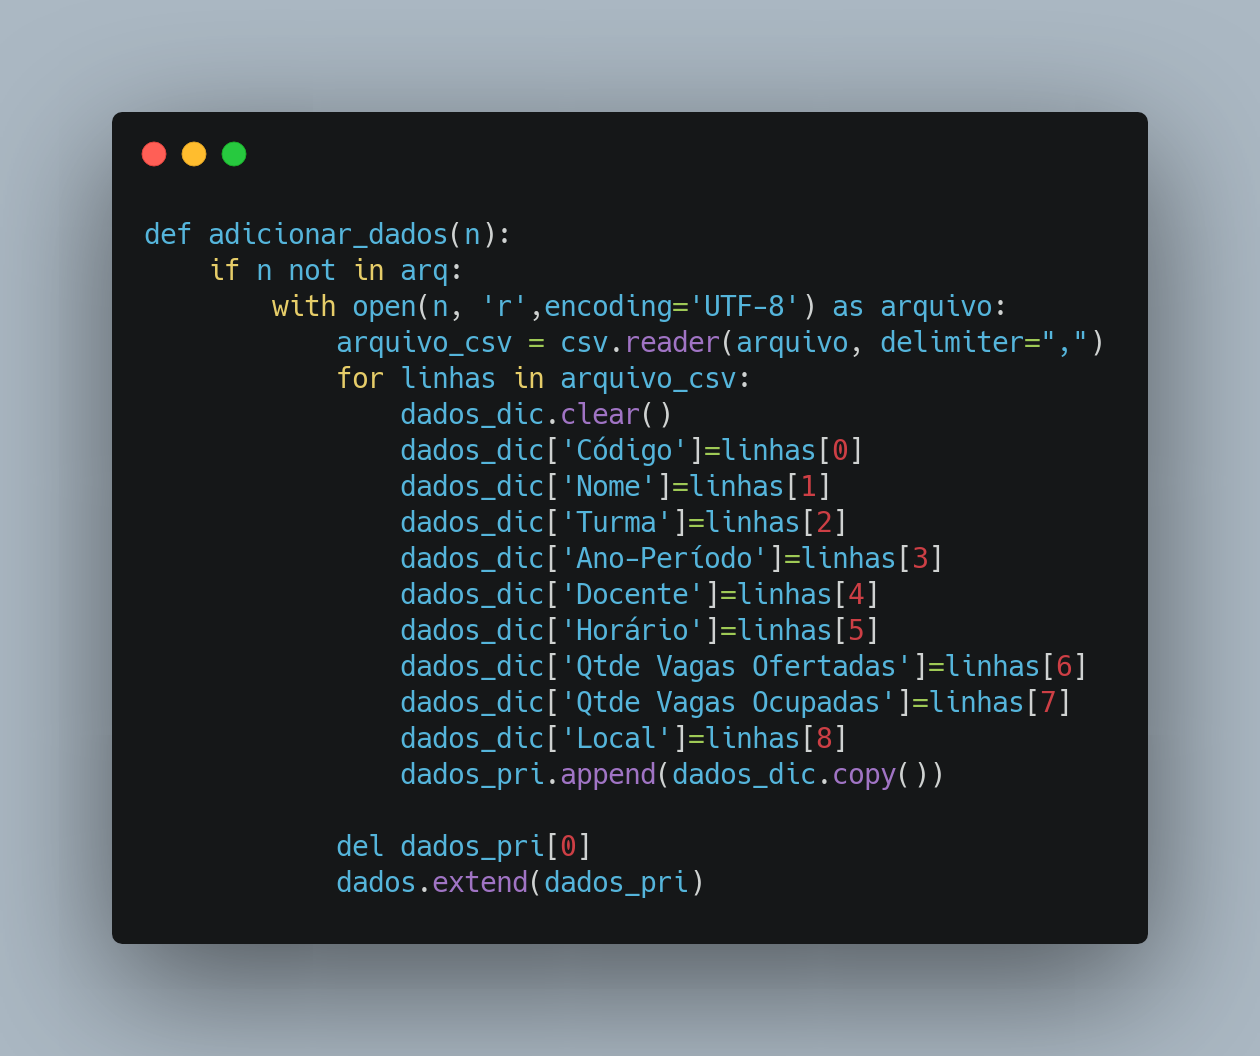 def adicionar_dados(n):
    if n not in arq:
        with open(n, 'r',encoding='UTF-8') as arquivo:
            arquivo_csv = csv.reader(arquivo, delimiter=",")
            for linhas in arquivo_csv:
                dados_dic.clear()
                dados_dic['Código']=linhas[0]
                dados_dic['Nome']=linhas[1]
                dados_dic['Turma']=linhas[2]
                dados_dic['Ano-Período']=linhas[3]
                dados_dic['Docente']=linhas[4]
                dados_dic['Horário']=linhas[5]
                dados_dic['Qtde Vagas Ofertadas']=linhas[6]
                dados_dic['Qtde Vagas Ocupadas']=linhas[7]
                dados_dic['Local']=linhas[8]
                dados_pri.append(dados_dic.copy())
            del dados_pri[0]
            dados.extend(dados_pri)